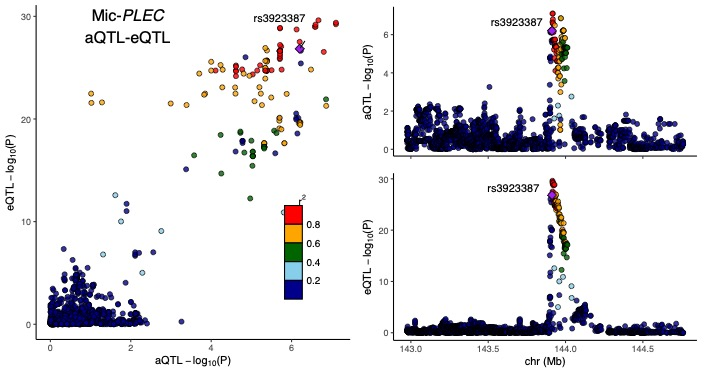 Mic-PLEC
aQTL-eQTL
rs3923387
eQTL −log10(P)
30
20
10
0
r2
0.8
0.6
0.4
0.2
0
2
4
6
aQTL −log10(P)
rs3923387
aQTL −log10(P)
6
4
2
0
rs3923387
eQTL −log10(P)
30
20
10
0
143.0
143.5
144.0
144.5
chr (Mb)